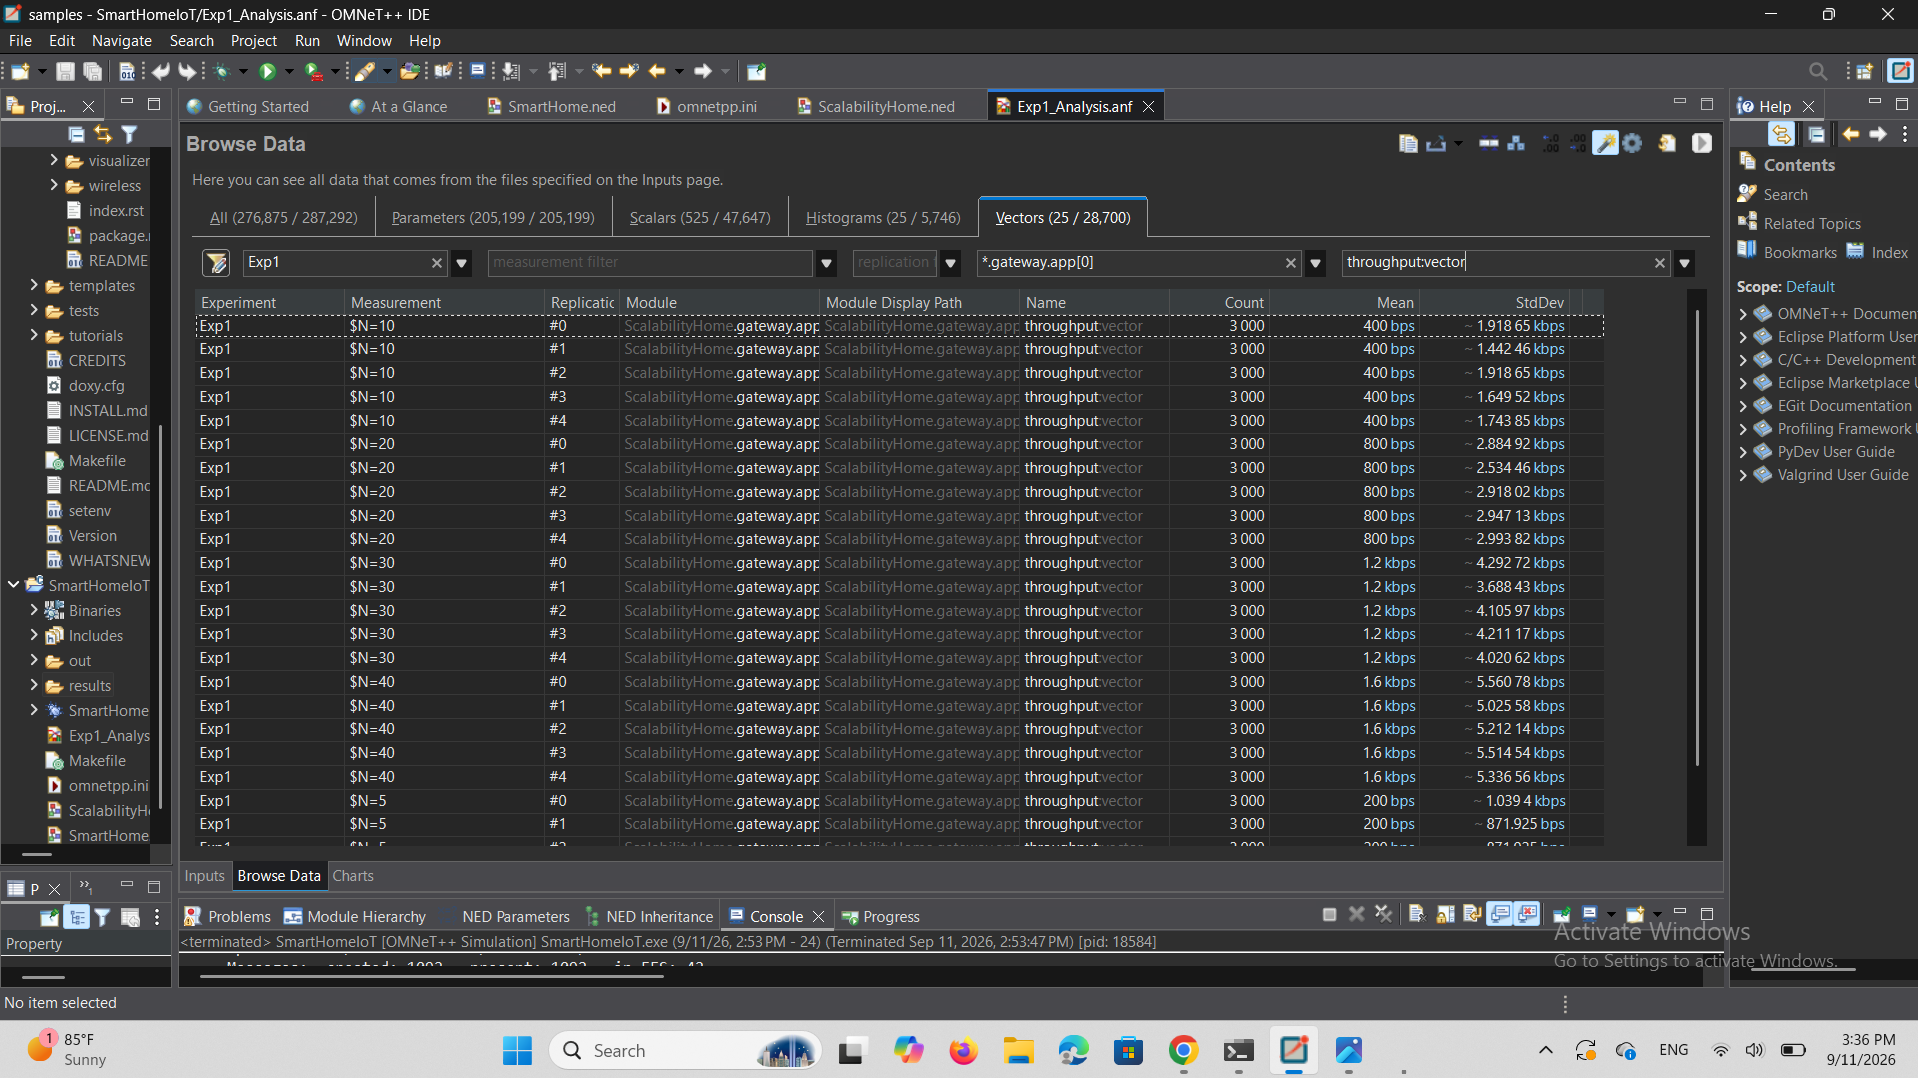 samples - SmartHomeIoT/Exp1_Analysis.anf - OMNeT++ IDE
File Edit Navigate Search Project Run Window Help
Proj...
Getting Started At a Glance SmartHome.ned omnetpp.ini ScalabilityHome.ned Exp1_Analysis.anf
Help
Browse Data
Here you can see all data that comes from the files specified on the Inputs page.
All (276,875 / 287,292) Parameters (205,199 / 205,199) Scalars (525 / 47,647) Histograms (25 / 5,746) Vectors (25 / 28,700)
Exp1 measurement filter replication *.gateway.app[0] throughput:vector
Experiment Measurement Replicatic Module Module Display Path Name Count Mean StdDev
Exp1 $N=10 #0 ScalabilityHome.gateway.app ScalabilityHome.gateway.app throughput:vector 3 000 400 bps ~ 1.918 65 kbps
Exp1 $N=10 #1 ScalabilityHome.gateway.app ScalabilityHome.gateway.app throughput:vector 3 000 400 bps ~ 1.442 46 kbps
Exp1 $N=10 #2 ScalabilityHome.gateway.app ScalabilityHome.gateway.app throughput:vector 3 000 400 bps ~ 1.918 65 kbps
Exp1 $N=10 #3 ScalabilityHome.gateway.app ScalabilityHome.gateway.app throughput:vector 3 000 400 bps ~ 1.649 52 kbps
Exp1 $N=10 #4 ScalabilityHome.gateway.app ScalabilityHome.gateway.app throughput:vector 3 000 400 bps ~ 1.743 85 kbps
Exp1 $N=20 #0 ScalabilityHome.gateway.app ScalabilityHome.gateway.app throughput:vector 3 000 800 bps ~ 2.884 92 kbps
Exp1 $N=20 #1 ScalabilityHome.gateway.app ScalabilityHome.gateway.app throughput:vector 3 000 800 bps ~ 2.534 46 kbps
Exp1 $N=20 #2 ScalabilityHome.gateway.app ScalabilityHome.gateway.app throughput:vector 3 000 800 bps ~ 2.918 02 kbps
Exp1 $N=20 #3 ScalabilityHome.gateway.app ScalabilityHome.gateway.app throughput:vector 3 000 800 bps ~ 2.947 13 kbps
Exp1 $N=20 #4 ScalabilityHome.gateway.app ScalabilityHome.gateway.app throughput:vector 3 000 800 bps ~ 2.993 82 kbps
Exp1 $N=30 #0 ScalabilityHome.gateway.app ScalabilityHome.gateway.app throughput:vector 3 000 1.2 kbps ~ 4.292 72 kbps
Exp1 $N=30 #1 ScalabilityHome.gateway.app ScalabilityHome.gateway.app throughput:vector 3 000 1.2 kbps ~ 3.688 43 kbps
Exp1 $N=30 #2 ScalabilityHome.gateway.app ScalabilityHome.gateway.app throughput:vector 3 000 1.2 kbps ~ 4.105 97 kbps
Exp1 $N=30 #3 ScalabilityHome.gateway.app ScalabilityHome.gateway.app throughput:vector 3 000 1.2 kbps ~ 4.211 17 kbps
Exp1 $N=30 #4 ScalabilityHome.gateway.app ScalabilityHome.gateway.app throughput:vector 3 000 1.2 kbps ~ 4.020 62 kbps
Exp1 $N=40 #0 ScalabilityHome.gateway.app ScalabilityHome.gateway.app throughput:vector 3 000 1.6 kbps ~ 5.560 78 kbps
Exp1 $N=40 #1 ScalabilityHome.gateway.app ScalabilityHome.gateway.app throughput:vector 3 000 1.6 kbps ~ 5.025 58 kbps
Exp1 $N=40 #2 ScalabilityHome.gateway.app ScalabilityHome.gateway.app throughput:vector 3 000 1.6 kbps ~ 5.212 14 kbps
Exp1 $N=40 #3 ScalabilityHome.gateway.app ScalabilityHome.gateway.app throughput:vector 3 000 1.6 kbps ~ 5.514 54 kbps
Exp1 $N=40 #4 ScalabilityHome.gateway.app ScalabilityHome.gateway.app throughput:vector 3 000 1.6 kbps ~ 5.336 56 kbps
Exp1 $N=5 #0 ScalabilityHome.gateway.app ScalabilityHome.gateway.app throughput:vector 3 000 200 bps ~ 1.039 4 kbps
Exp1 $N=5 #1 ScalabilityHome.gateway.app ScalabilityHome.gateway.app throughput:vector 3 000 200 bps ~ 871.925 bps
Inputs Browse Data Charts
visualizer
wireless
index.rst
package.
README
templates
tests
tutorials
CREDITS
doxy.cfg
INSTALL.md
LICENSE.md
Makefile
README.mc
setenv
Version
WHATSNEW
SmartHomeIoT
Binaries
Includes
out
results
SmartHome
Exp1_Analys
Makefile
omnetpp.ini
ScalabilityH
SmartHome
P
Property
Contents
Search
Related Topics
Bookmarks Index
Scope: Default
OMNeT++ Documen
Eclipse Platform User
C/C++ Development
Eclipse Marketplace U
EGit Documentation
Profiling Framework U
PyDev User Guide
Valgrind User Guide
Problems Module Hierarchy NED Parameters NED Inheritance Console Progress
<terminated> SmartHomeIoT [OMNeT++ Simulation] SmartHomeIoT.exe (9/11/26, 2:53 PM - 24) (Terminated Sep 11, 2026, 2:53:47 PM) [pid: 18584]
Activate Windows
Go to Settings to activate Windows.
No item selected
1
85°F
Sunny
Search
ENG
3:36 PM
9/11/2026